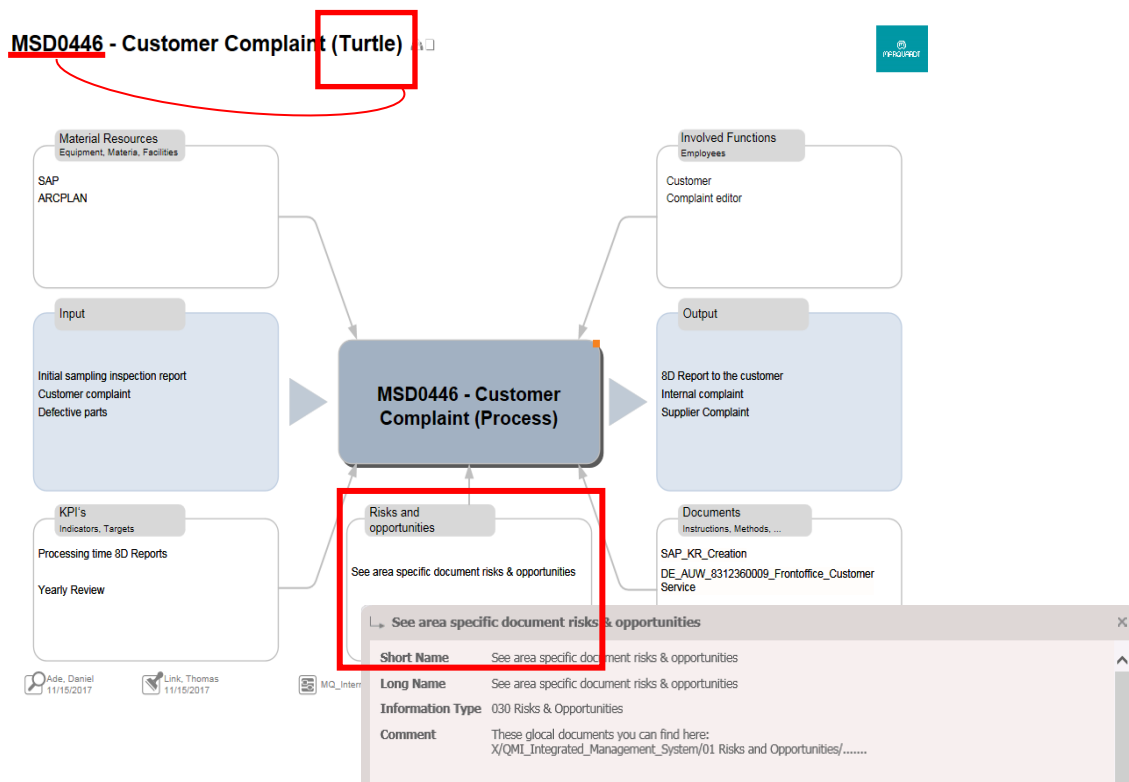 MSD0446 - Customer Complaint (Turtle)
MARQUARDT
Material Resources
Equipment, Materia, Facilities
SAP
ARCPLAN
Involved Functions
Employees
Customer
Complaint editor
Input
Initial sampling inspection report
Customer complaint
Defective parts
MSD0446 - Customer
Complaint (Process)
Output
8D Report to the customer
Internal complaint
Supplier Complaint
KPI's
Indicators, Targets
Processing time 8D Reports
Yearly Review
Risks and
opportunities
See area specific document risks & opportunities
Documents
Instructions, Methods, ...
SAP_KR_Creation
DE_AUW_8312360009_Frontoffice_Customer
Service
See area specific document risks & opportunities
Short Name See area specific document risks & opportunities
Long Name See area specific document risks & opportunities
Information Type 030 Risks & Opportunities
Comment These glocal documents you can find here:
X/QMI_Integrated_Management_System/01 Risks and Opportunities/.......
Ade, Daniel
11/15/2017
Link, Thomas
11/15/2017
MQ_Intern